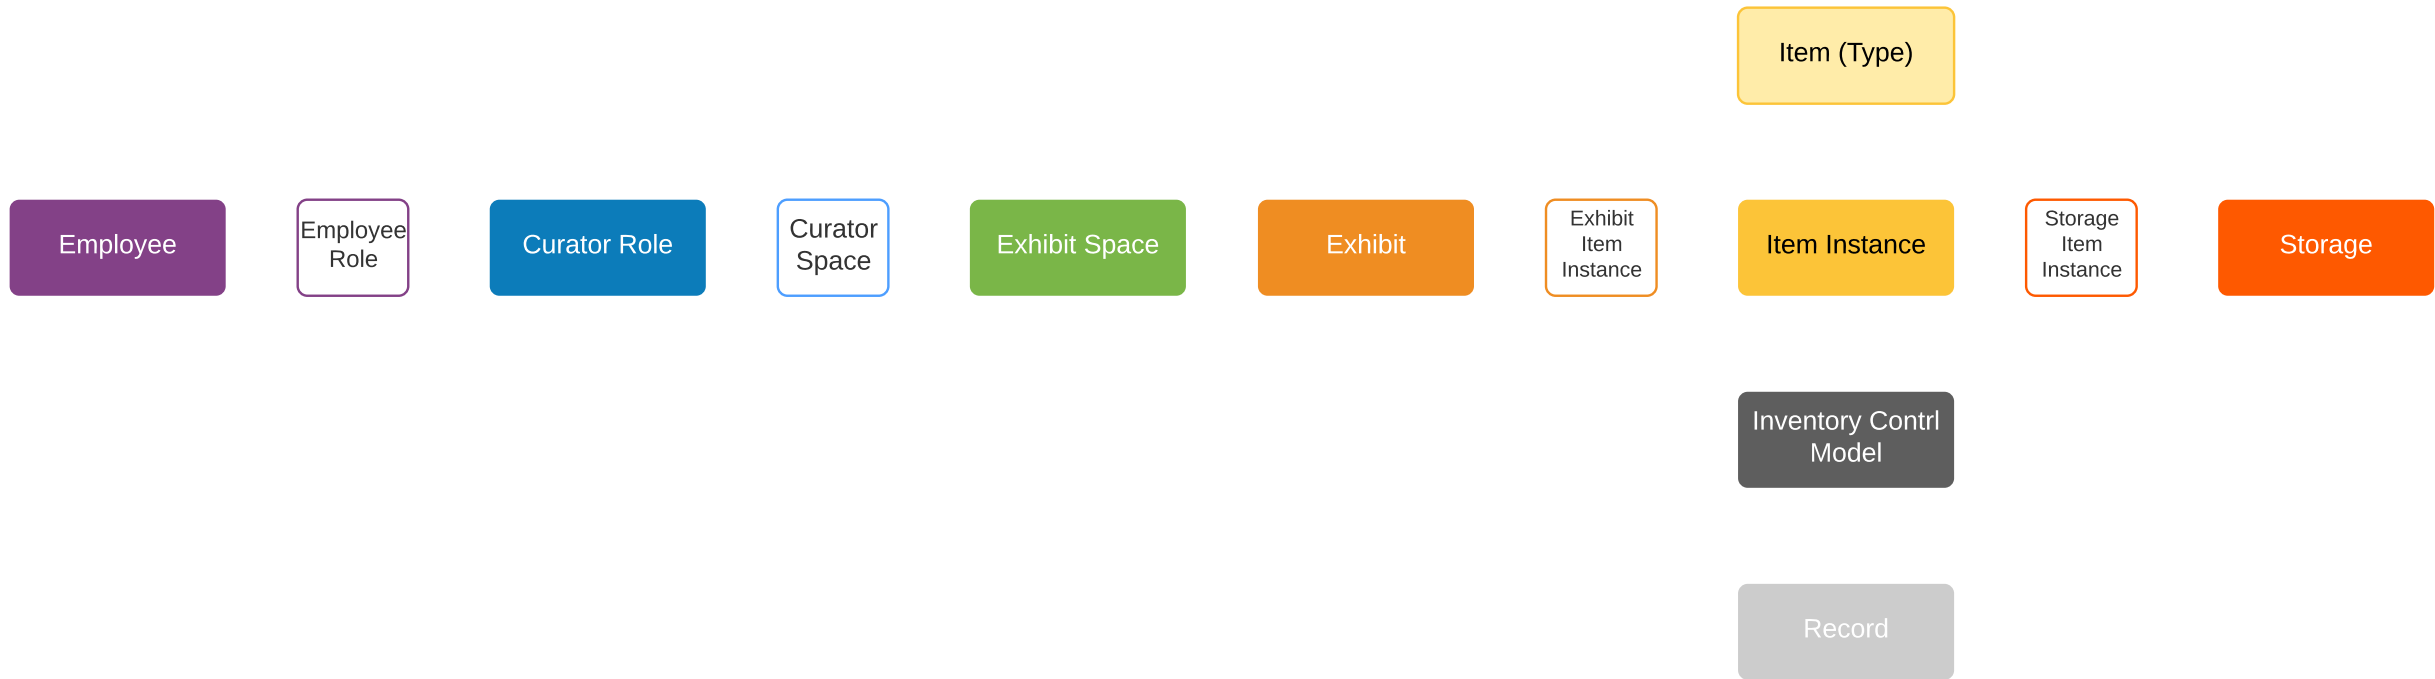 Item (Type)
Employee
Employee
Role
Curator Role
Curator
Space
Exhibit Space
Exhibit
Exhibit
Item
Instance
Item Instance
Storage
Item
Instance
Storage
Inventory Contrl
Model
Record